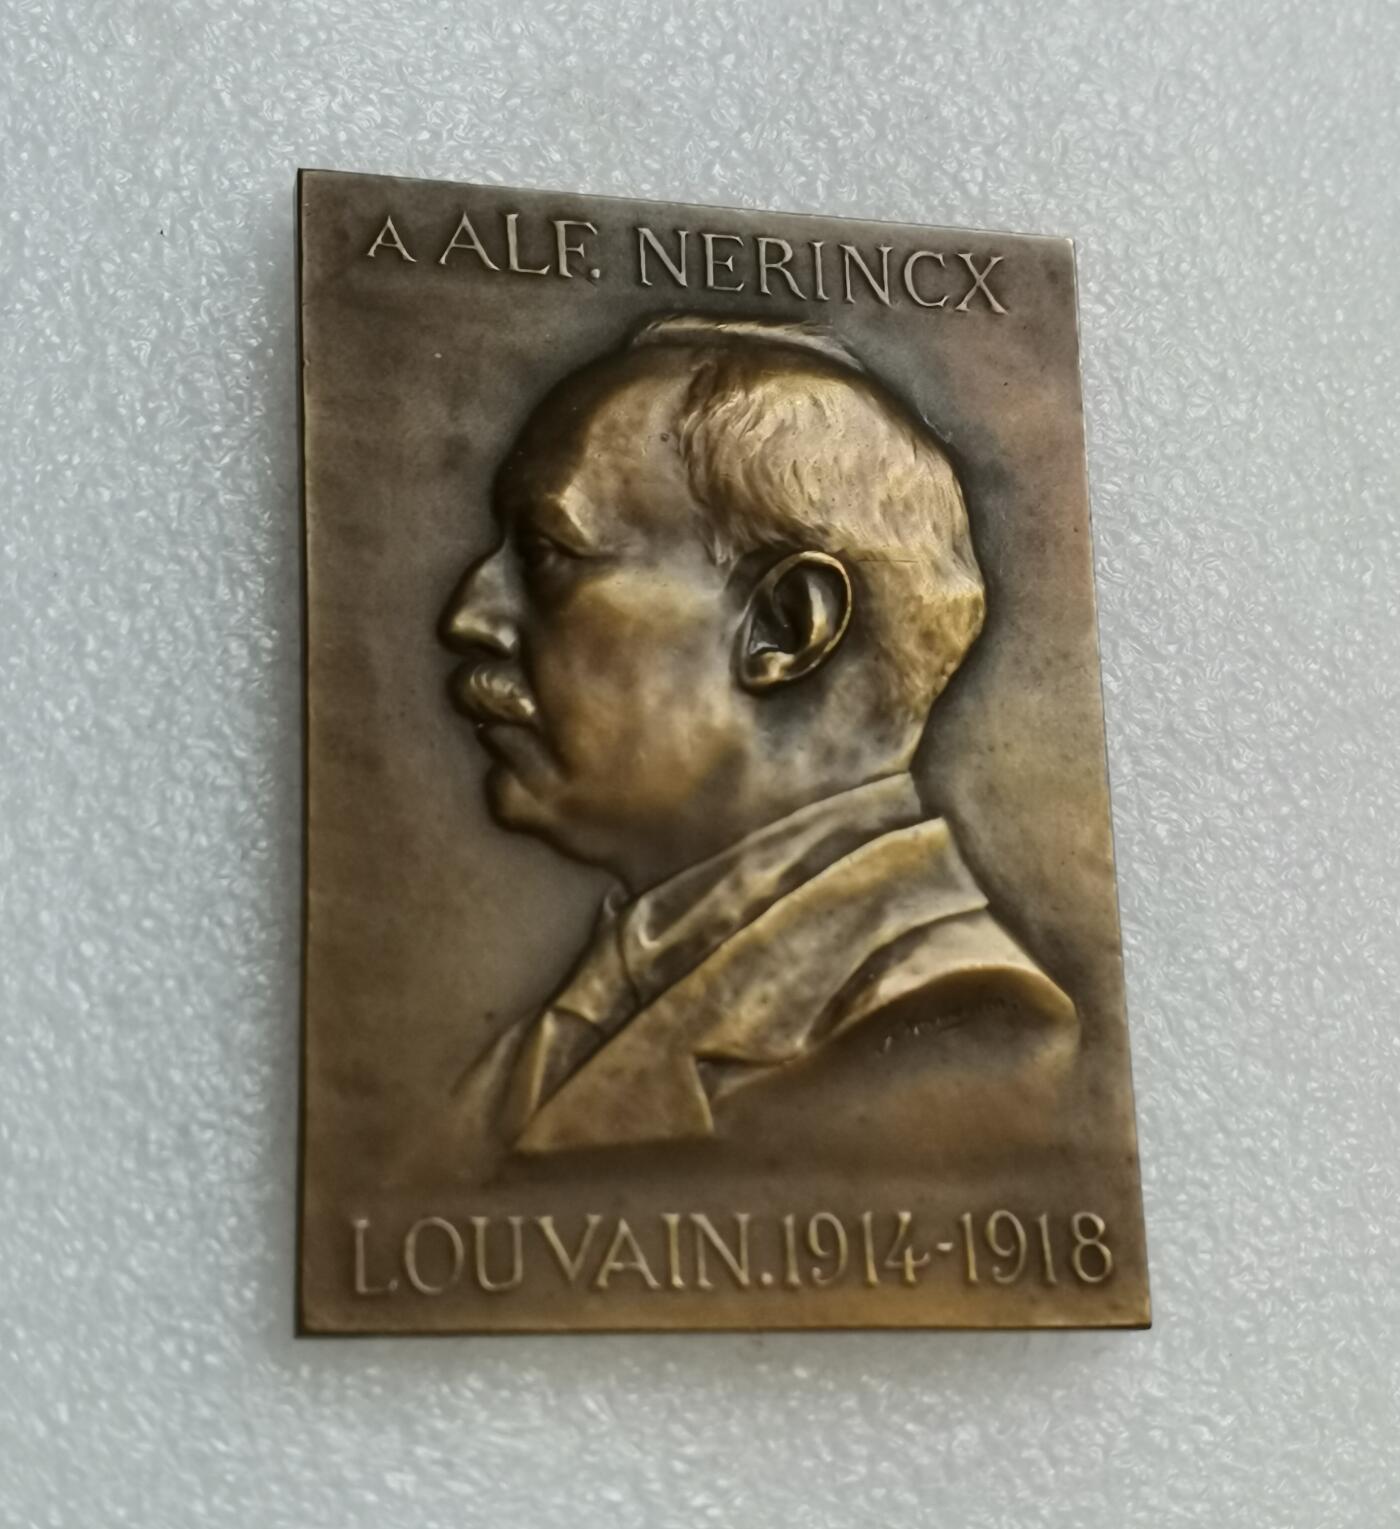 A ALF. NERINCX
LOUVAIN. 1914-1918